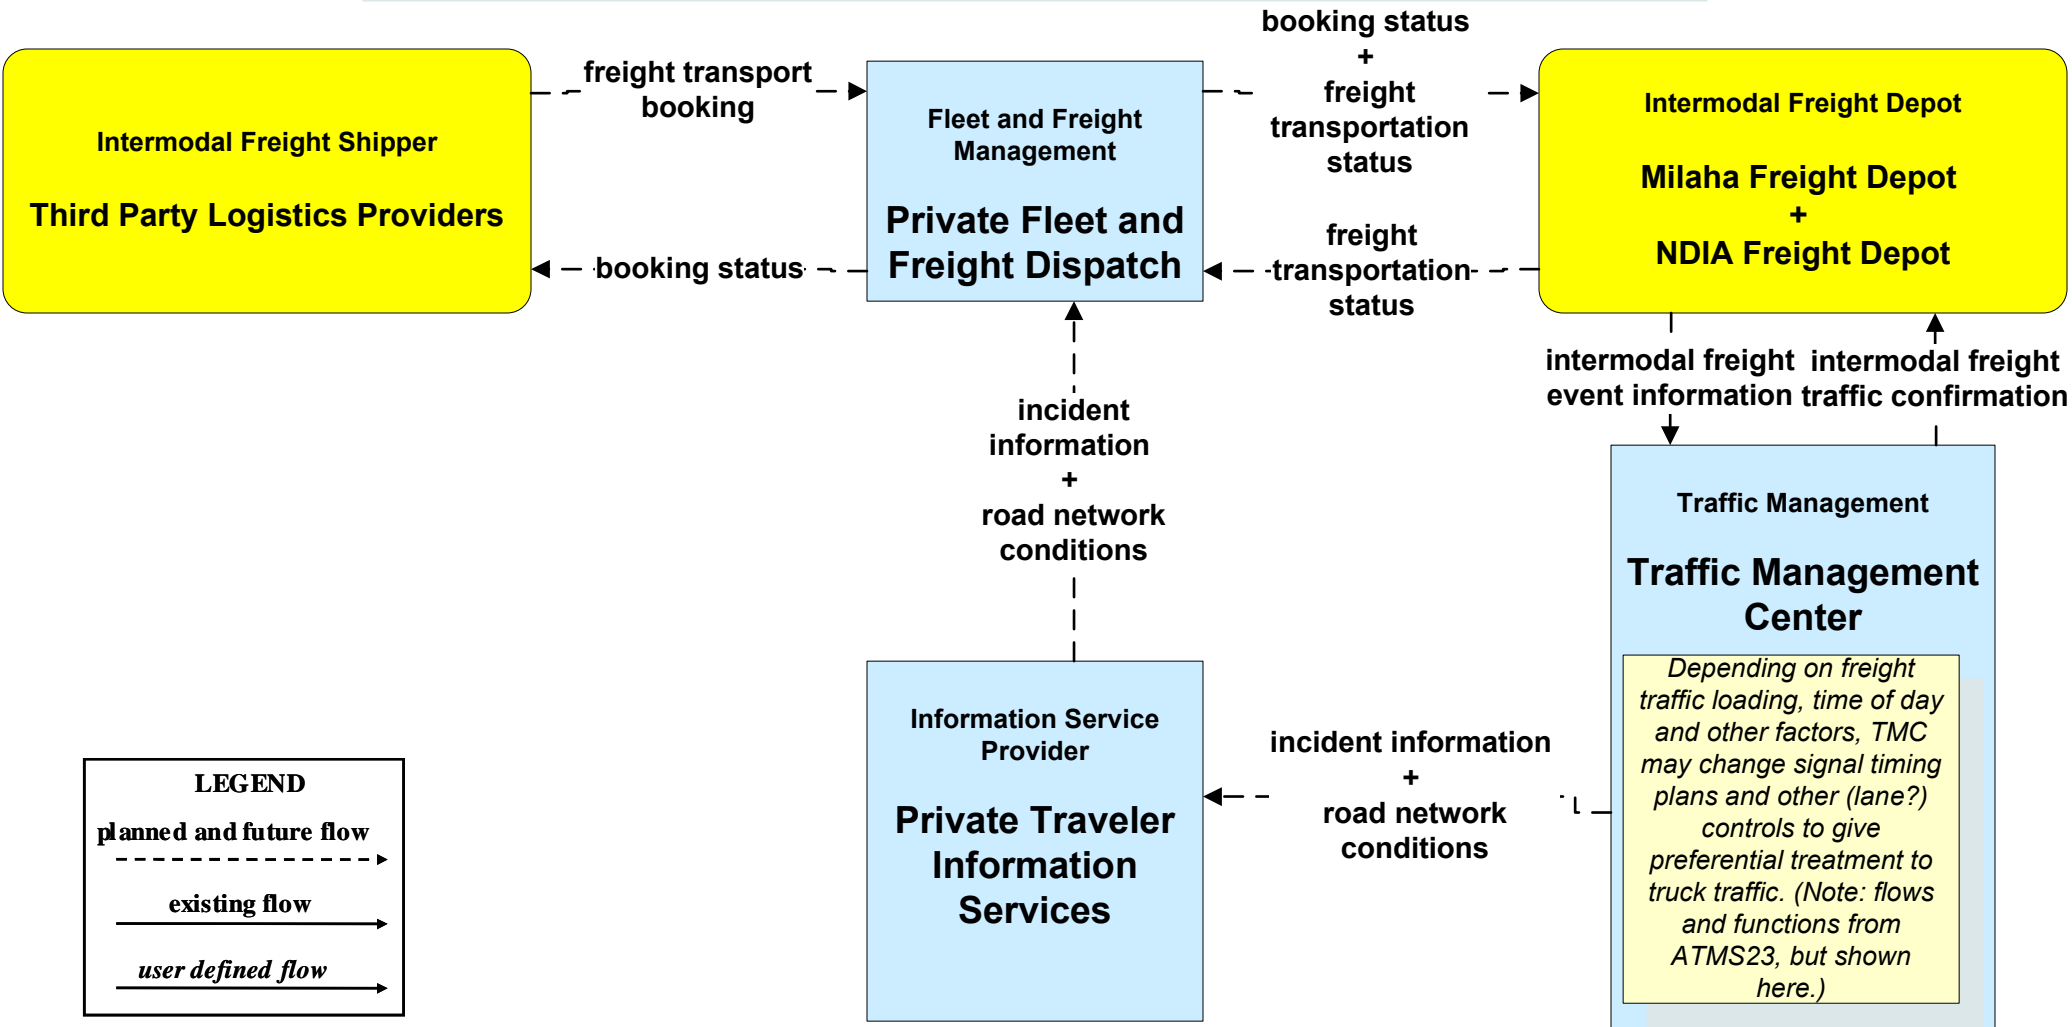 Intermodal Freight Shipper
Third Party Logistics Providers
freight transport
booking
booking status
Fleet and Freight
Management
Private Fleet and
Freight Dispatch
booking status
+
freight
transportation
status
freight
transportation
status
Intermodal Freight Depot
Milaha Freight Depot
+
NDIA Freight Depot
intermodal freight
event information
intermodal freight
traffic confirmation
incident
information
+
road network
conditions
Traffic Management
Traffic Management
Center
Depending on freight
traffic loading, time of day
and other factors, TMC
may change signal timing
plans and other (lane?)
controls to give
preferential treatment to
truck traffic. (Note: flows
and functions from
ATMS23, but shown
here.)
incident information
+
road network
conditions
Information Service
Provider
Private Traveler
Information
Services
LEGEND
planned and future flow
existing flow
user defined flow